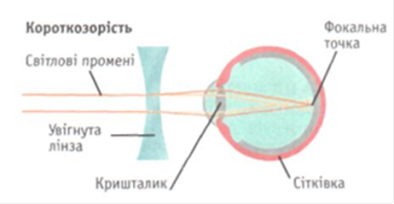 Короткозорість
Світлові промені
Увігнута
лінза
Кришталик
Фокальна
точка
Сітківка